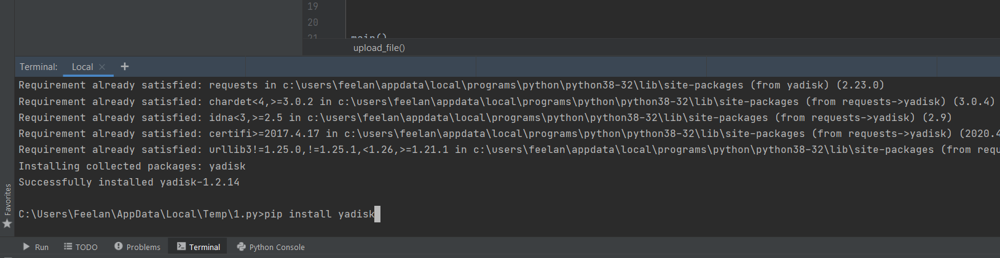 19
20
21
main()
upload_file()
Terminal: Local × +
Requirement already satisfied: requests in c:\users\feelan\appdata\local\programs\python\python38-32\lib\site-packages (from yadisk) (2.23.0)
Requirement already satisfied: chardet<4,>=3.0.2 in c:\users\feelan\appdata\local\programs\python\python38-32\lib\site-packages (from requests->yadisk) (3.0.4)
Requirement already satisfied: idna<3,>=2.5 in c:\users\feelan\appdata\local\programs\python\python38-32\lib\site-packages (from requests->yadisk) (2.9)
Requirement already satisfied: certifi>=2017.4.17 in c:\users\feelan\appdata\local\programs\python\python38-32\lib\site-packages (from requests->yadisk) (2020.4
Requirement already satisfied: urllib3!=1.25.0,!=1.25.1,<1.26,>=1.21.1 in c:\users\feelan\appdata\local\programs\python\python38-32\lib\site-packages (from requ
Installing collected packages: yadisk
Successfully installed yadisk-1.2.14
C:\Users\Feelan\AppData\Local\Temp\1.py>pip install yadisk
Favorites
Run TODO Problems Terminal Python Console